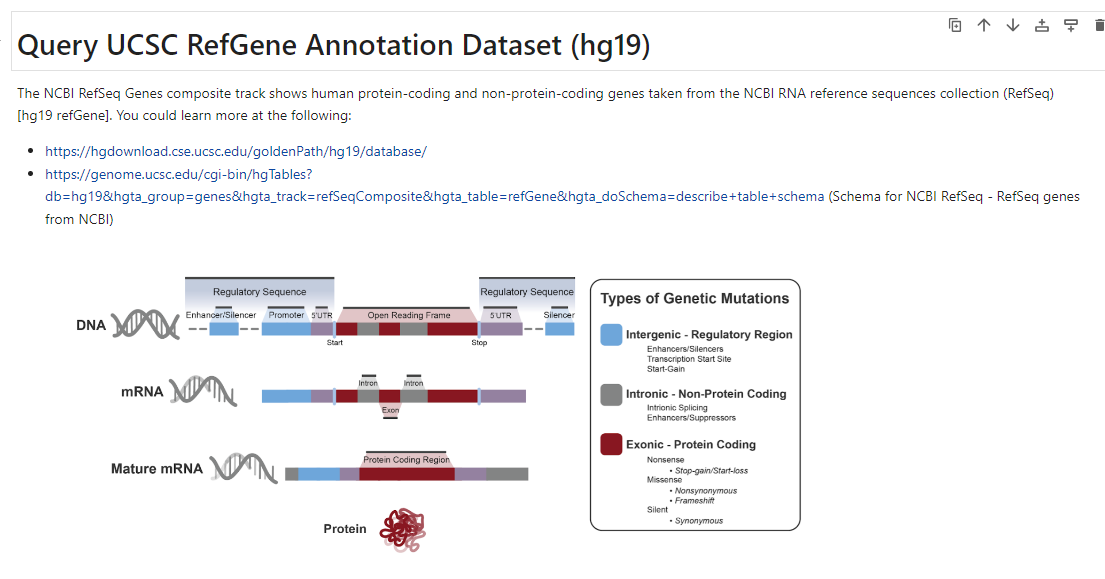 Query UCSC RefGene Annotation Dataset (hg19)
The NCBI RefSeq Genes composite track shows human protein-coding and non-protein-coding genes taken from the NCBI RNA reference sequences collection (RefSeq)
[hg19 refGene]. You could learn more at the following:
• https://hgdownload.cse.ucsc.edu/goldenPath/hg19/database/
• https://genome.ucsc.edu/cgi-bin/hgTables?
db=hg19&hgta_group=genes&hgta_track=refSeqComposite&hgta_table=refGene&hgta_doSchema=describe+table+schema (Schema for NCBI RefSeq - RefSeq genes
from NCBI)
Regulatory Sequence
Regulatory Sequence
Enhancer/Silencer
Promoter
5'UTR
Open Reading Frame
5'UTR
Silencer
DNA
Start
Stop
mRNA
Intron
Intron
Exon
Mature mRNA
Protein Coding Region
Protein
Types of Genetic Mutations
Intergenic - Regulatory Region
Enhancers/Silencers
Transcription Start Site
Start-Gain
Intronic - Non-Protein Coding
Intrionic Splicing
Enhancers/Suppressors
Exonic - Protein Coding
Nonsense
• Stop-gain/Start-loss
Missense
• Nonsynonymous
• Frameshift
Silent
• Synonymous